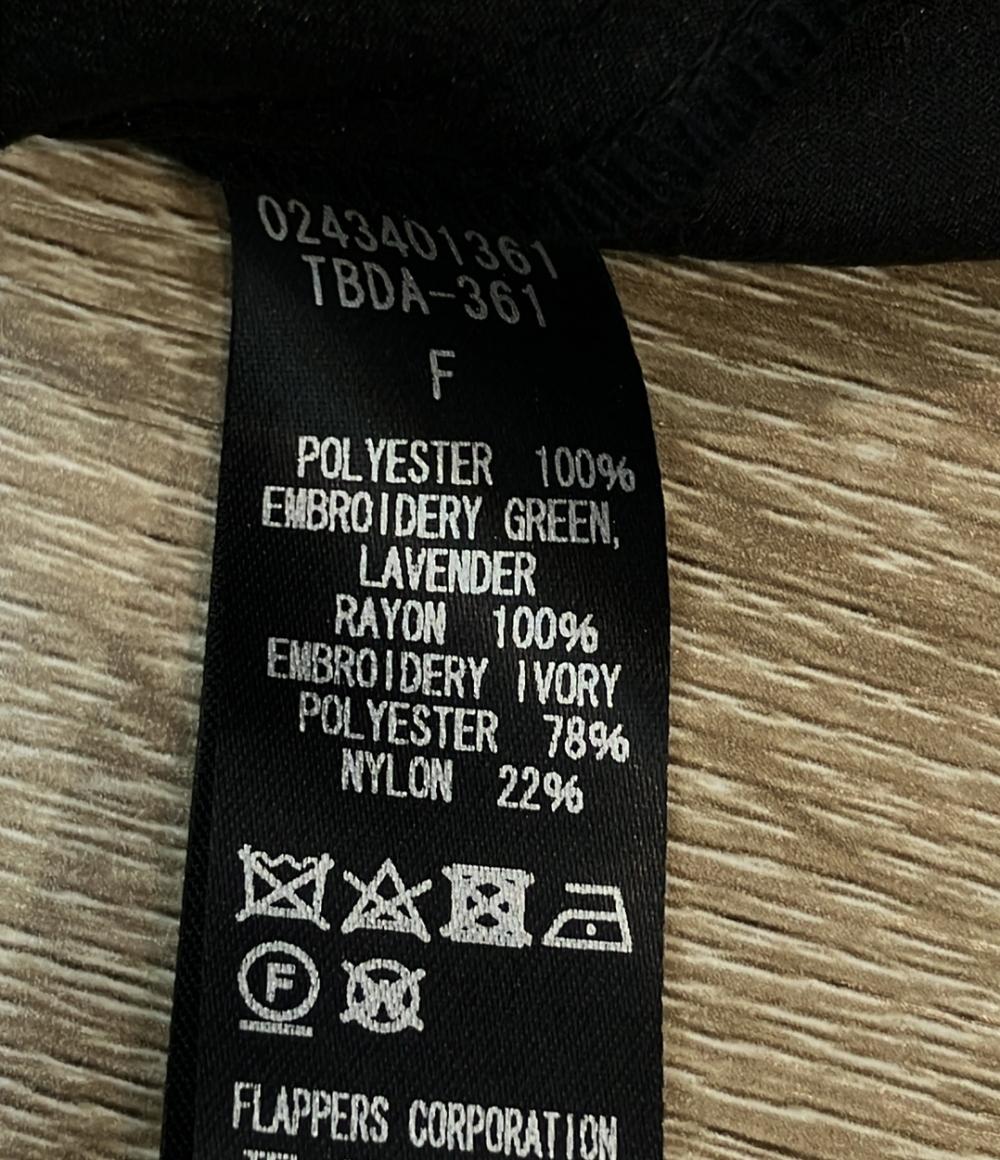 0243401361
TBDA-361
F
POLYESTER 100%
EMBROIDERY GREEN,
LAVENDER
RAYON 100%
EMBROIDERY IVORY
POLYESTER 78%
NYLON 22%
F
W
FLAPPERS CORPORATION